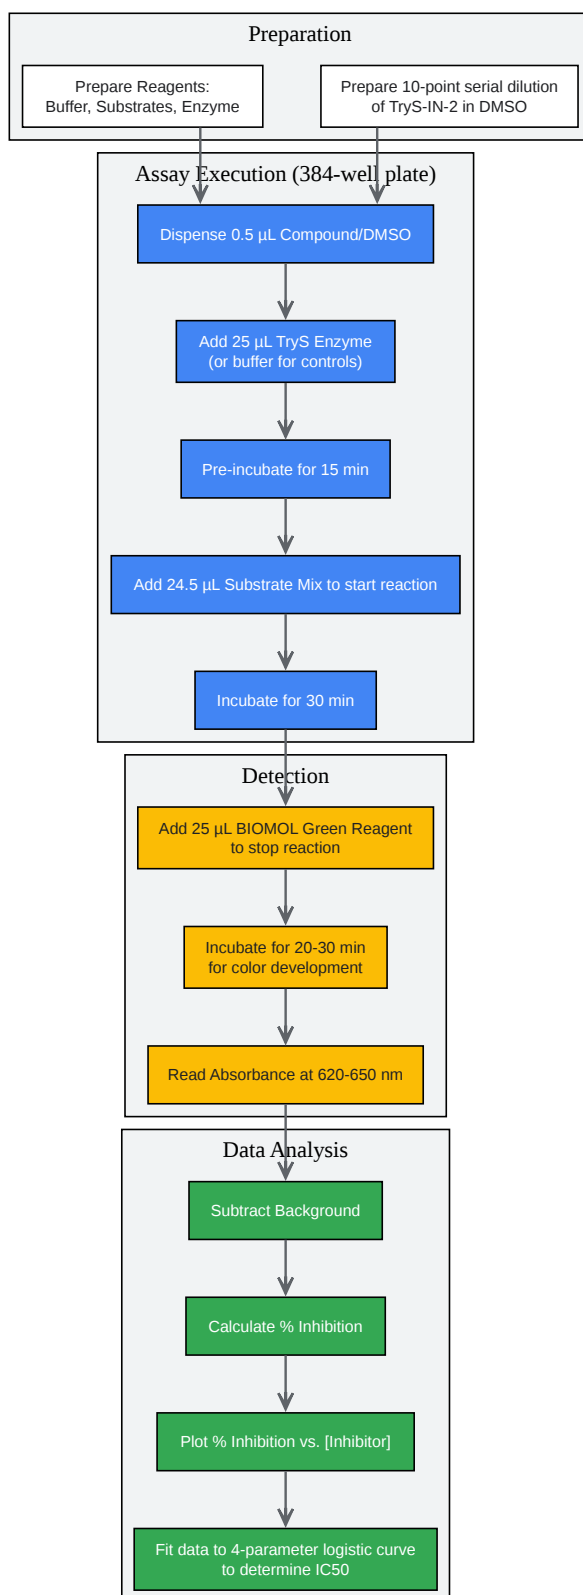 Preparation
Prepare Reagents:
Buffer, Substrates, Enzyme
Prepare 10-point serial dilution
of TryS-IN-2 in DMSO
Assay Execution (384-well plate)
Dispense 0.5 µL Compound/DMSO
Add 25 µL TryS Enzyme
(or buffer for controls)
Pre-incubate for 15 min
Add 24.5 µL Substrate Mix to start reaction
Incubate for 30 min
Detection
Add 25 µL BIOMOL Green Reagent
to stop reaction
Incubate for 20-30 min
for color development
Read Absorbance at 620-650 nm
Data Analysis
Subtract Background
Calculate % Inhibition
Plot % Inhibition vs. [Inhibitor]
Fit data to 4-parameter logistic curve
to determine IC50